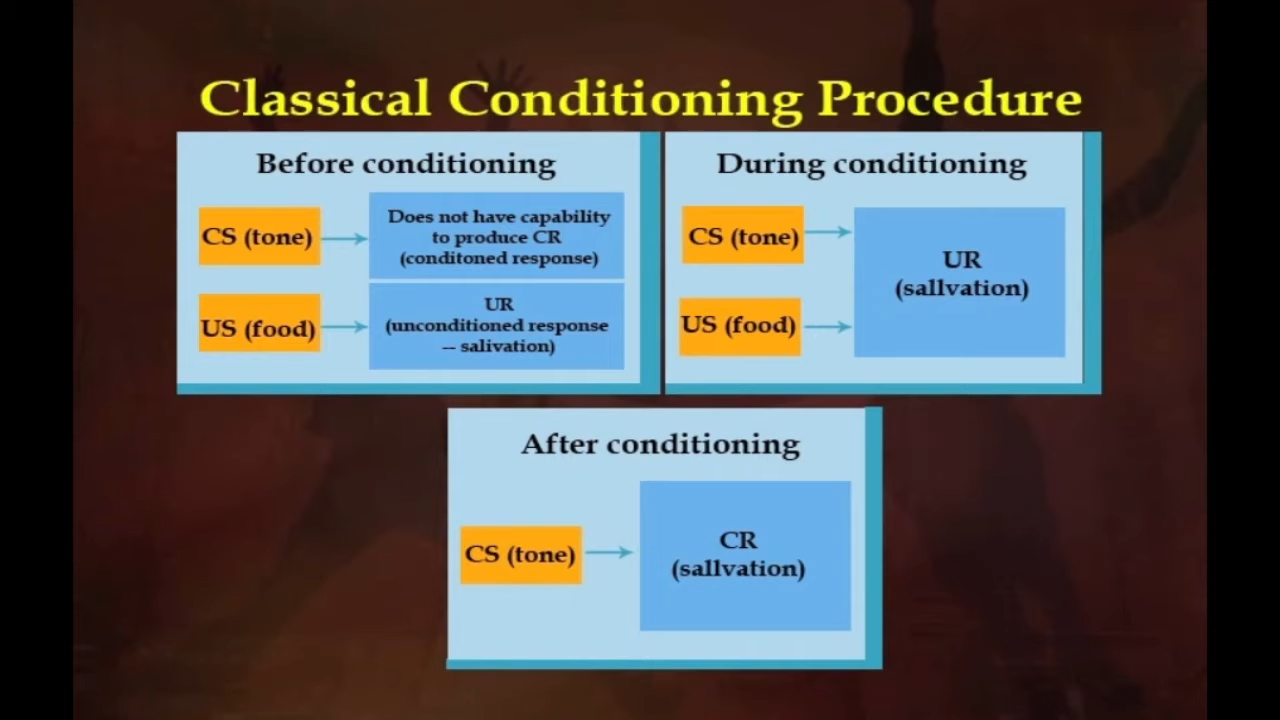 Classical Conditioning Procedure
Before conditioning
CS (tone)
Does not have capability
to produce CR
(conditoned response)
US (food)
UR
(unconditioned response
-- salivation)
During conditioning
CS (tone)
US (food)
UR
(sallvation)
After conditioning
CS (tone)
CR
(sallvation)